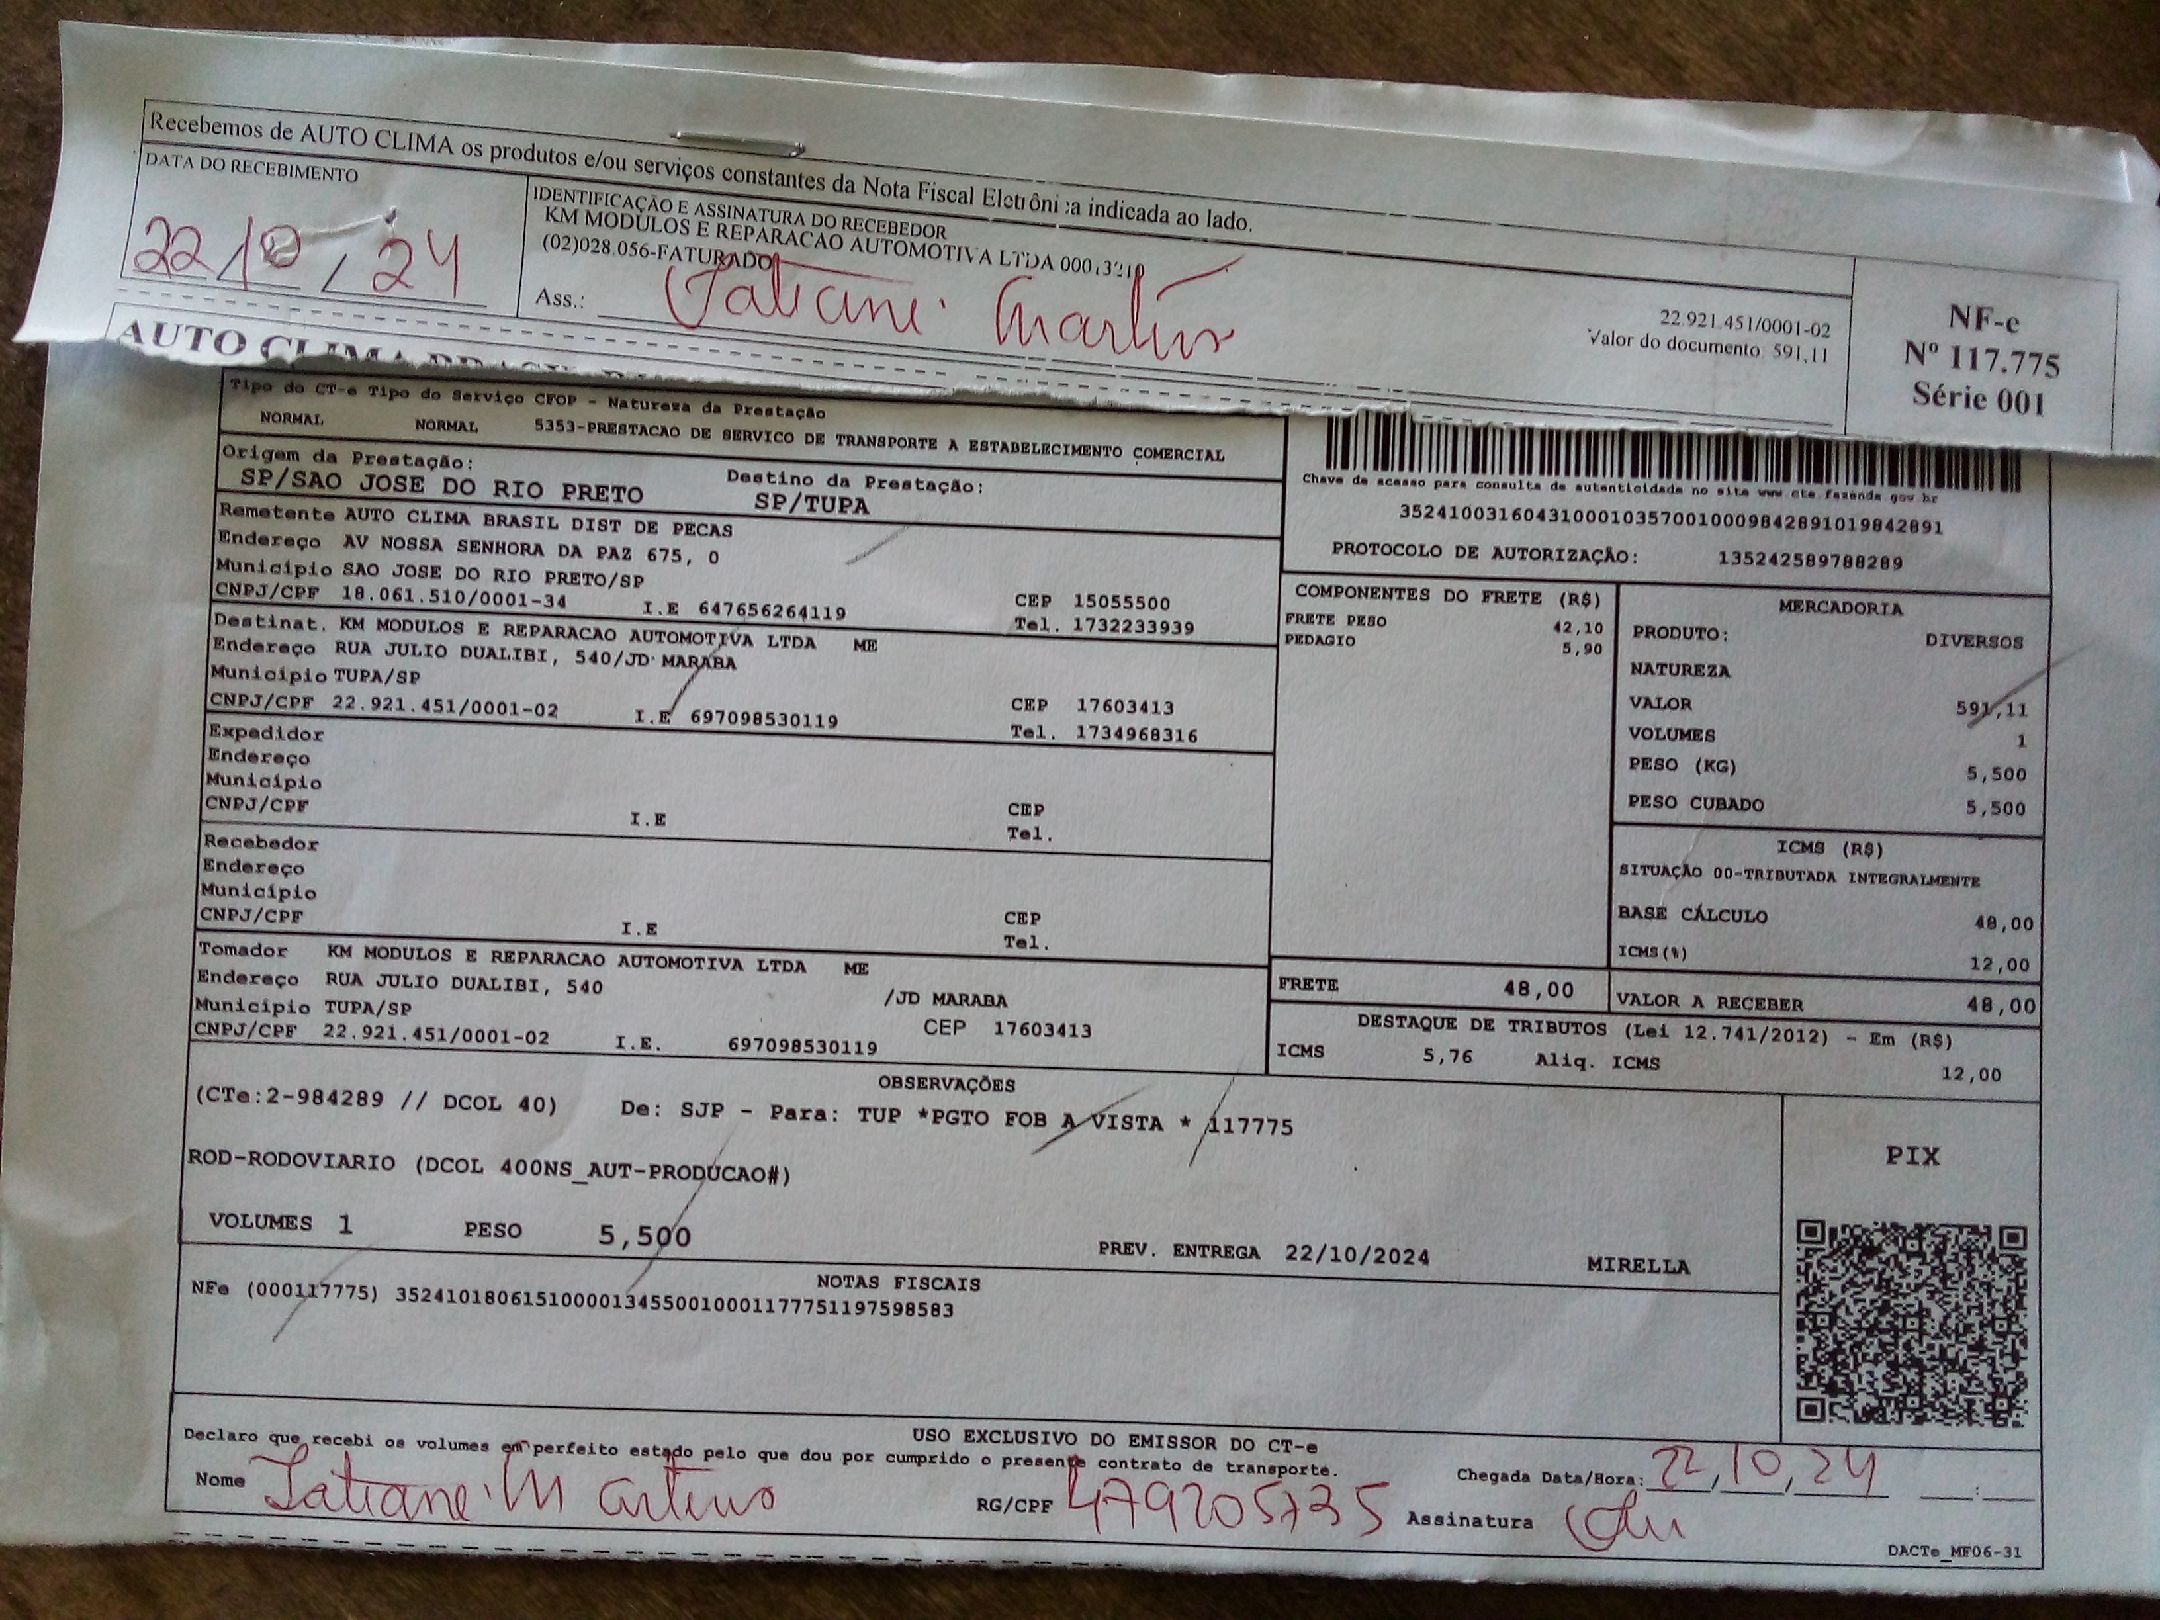 Recebemos de AUTO CLIMA os produtos e/ou serviços constantes da Nota Fiscal Eletrônica indicada ao lado.
DATA DO RECEBIMENTO
22/10/24
IDENTIFICAÇÃO E ASSINATURA DO RECEBEDOR
KM MODULOS E REPARACAO AUTOMOTIVA LTDA
(02)028.056-FATURADO
Ass.: Tatiane Martins
22.921.451/0001-02
Valor do documento: 591,11
NF-e
Nº 117.775
Série 001
AUTO CLIMA BRASIL
Tipo do CT-e Tipo do Serviço CFOP - Natureza da Prestação
NORMAL NORMAL 5353-PRESTACAO DE SERVICO DE TRANSPORTE A ESTABELECIMENTO COMERCIAL
Origem da Prestação: Destino da Prestação:
SP/SAO JOSE DO RIO PRETO SP/TUPA
Remetente AUTO CLIMA BRASIL DIST DE PECAS
Endereço AV NOSSA SENHORA DA PAZ 675, 0
Município SAO JOSE DO RIO PRETO/SP CEP 15055500
CNPJ/CPF 18.061.510/0001-34 I.E 647656264119 Tel. 1732233939
Destinat. KM MODULOS E REPARACAO AUTOMOTIVA LTDA ME
Endereço RUA JULIO DUALIBI, 540/JD MARABA
Município TUPA/SP CEP 17603413
CNPJ/CPF 22.921.451/0001-02 I.E 697098530119 Tel. 1734968316
Expedidor
Endereço
Município CEP
CNPJ/CPF I.E Tel.
Recebedor
Endereço
Município CEP
CNPJ/CPF I.E Tel.
Tomador KM MODULOS E REPARACAO AUTOMOTIVA LTDA ME
Endereço RUA JULIO DUALIBI, 540 /JD MARABA
Município TUPA/SP CEP 17603413
CNPJ/CPF 22.921.451/0001-02 I.E. 697098530119
Chave de acesso para consulta de autenticidade no site www.cte.fazenda.gov.br
35241003160431000103570010009842891019842891
PROTOCOLO DE AUTORIZAÇÃO: 135242589788289
COMPONENTES DO FRETE (R$)
FRETE PESO 42,10
PEDAGIO 5,90
MERCADORIA
PRODUTO: DIVERSOS
NATUREZA
VALOR 591,11
VOLUMES 1
PESO (KG) 5,500
PESO CUBADO 5,500
ICMS (R$)
SITUAÇÃO 00-TRIBUTADA INTEGRALMENTE
BASE CÁLCULO 48,00
ICMS(%) 12,00
FRETE 48,00 VALOR A RECEBER 48,00
DESTAQUE DE TRIBUTOS (Lei 12.741/2012) - Em (R$)
ICMS 5,76 Aliq. ICMS 12,00
OBSERVAÇÕES
(CTe:2-984289 // DCOL 40) De: SJP - Para: TUP *PGTO FOB A VISTA * 117775
ROD-RODOVIARIO (DCOL 400NS_AUT-PRODUCAO#)
VOLUMES 1 PESO 5,500 PREV. ENTREGA 22/10/2024 MIRELLA
PIX
NOTAS FISCAIS
NFe (000117775) 35241018061510000134550010001177751197598583
USO EXCLUSIVO DO EMISSOR DO CT-e
Declaro que recebi os volumes em perfeito estado pelo que dou por cumprido o presente contrato de transporte.
Chegada Data/Hora: 22/10/24 __:__
Nome Tatiane Martins RG/CPF 479205735 Assinatura
DACTe_MF06-31